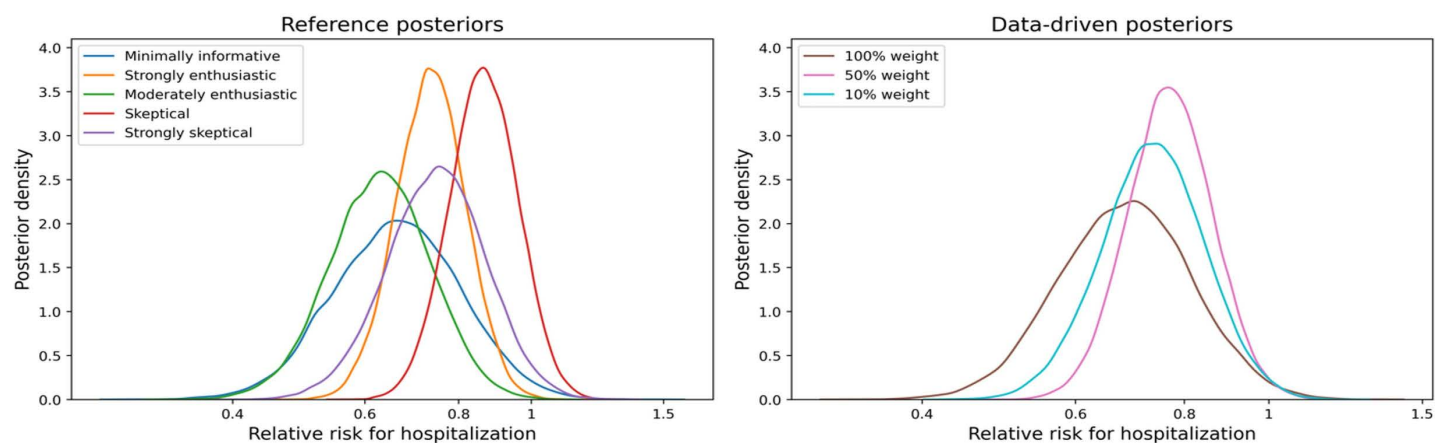 Reference posteriors
Posterior density
4.0
3.5
3.0
2.5
2.0
1.5
1.0
0.5
0.0
Minimally informative
Strongly enthusiastic
Moderately enthusiastic
Skeptical
Strongly skeptical
0.4 0.6 0.8 1 1.5
Relative risk for hospitalization
Data-driven posteriors
Posterior density
4.0
3.5
3.0
2.5
2.0
1.5
1.0
0.5
0.0
100% weight
50% weight
10% weight
0.4 0.6 0.8 1 1.5
Relative risk for hospitalization